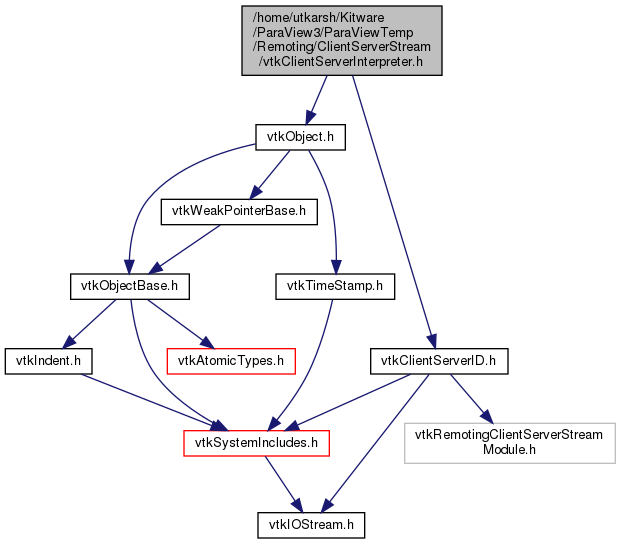 /home/utkarsh/Kitware
/ParaView3/ParaViewTemp
/Remoting/ClientServerStream
/vtkClientServerInterpreter.h
vtkObject.h
vtkWeakPointerBase.h
vtkObjectBase.h
vtkTimeStamp.h
vtkIndent.h
vtkAtomicTypes.h
vtkClientServerID.h
vtkSystemIncludes.h
vtkRemotingClientServerStream
Module.h
vtkIOStream.h